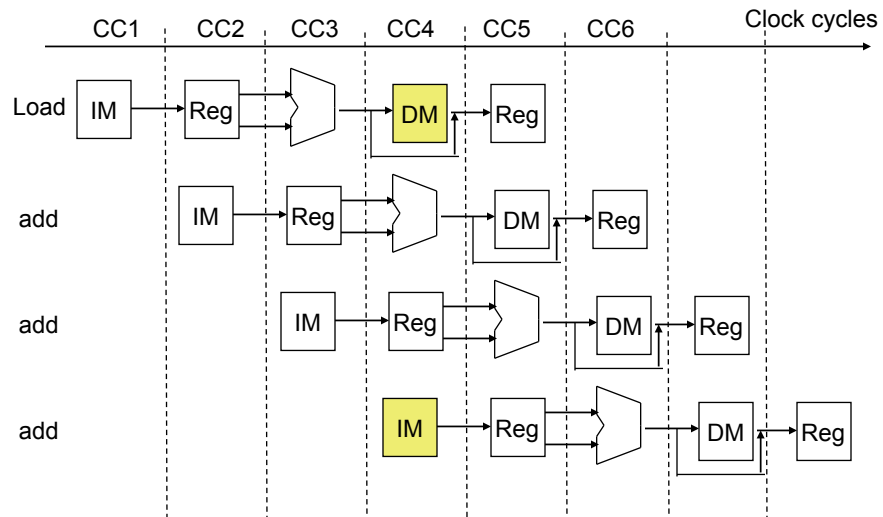 Clock cycles
CC1 CC2 CC3 CC4 CC5 CC6
Load IM Reg DM Reg
add IM Reg DM Reg
add IM Reg DM Reg
add IM Reg DM Reg